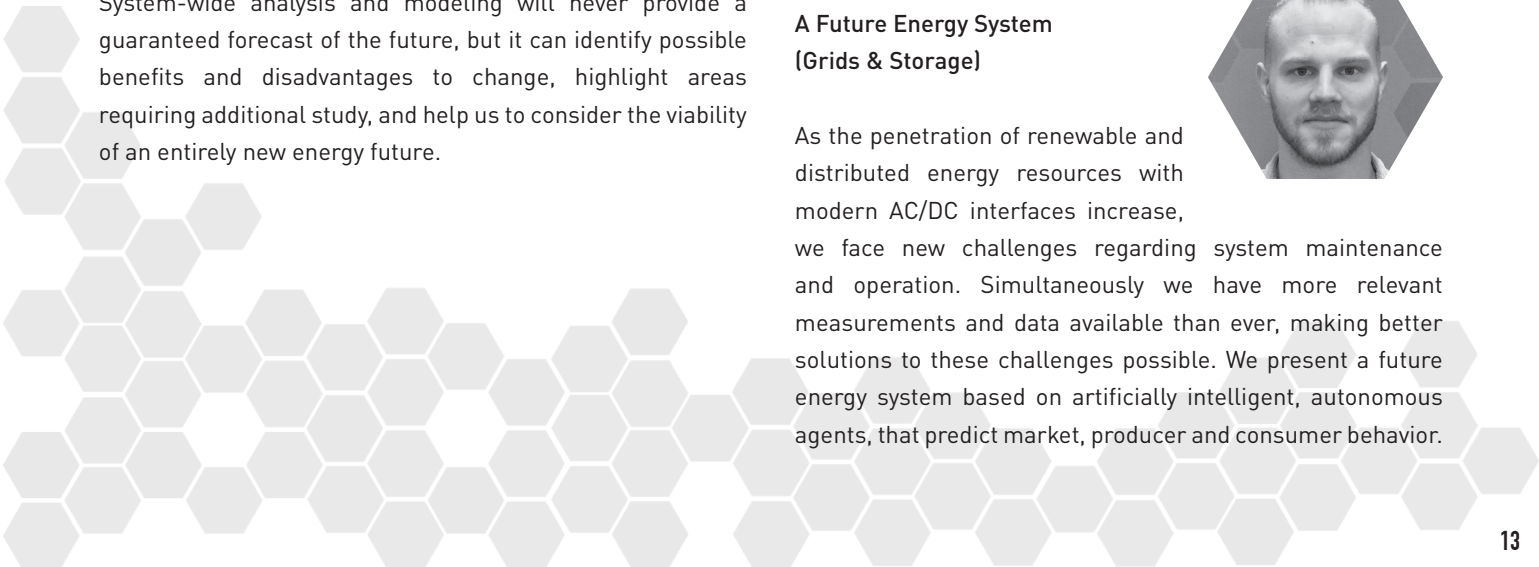 System-wide analysis and modeling will never provide a
guaranteed forecast of the future, but it can identify possible
benefits and disadvantages to change, highlight areas
requiring additional study, and help us to consider the viability
of an entirely new energy future.
A Future Energy System
(Grids & Storage)
As the penetration of renewable and
distributed energy resources with
modern AC/DC interfaces increase,
we face new challenges regarding system maintenance
and operation. Simultaneously we have more relevant
measurements and data available than ever, making better
solutions to these challenges possible. We present a future
energy system based on artificially intelligent, autonomous
agents, that predict market, producer and consumer behavior.
13